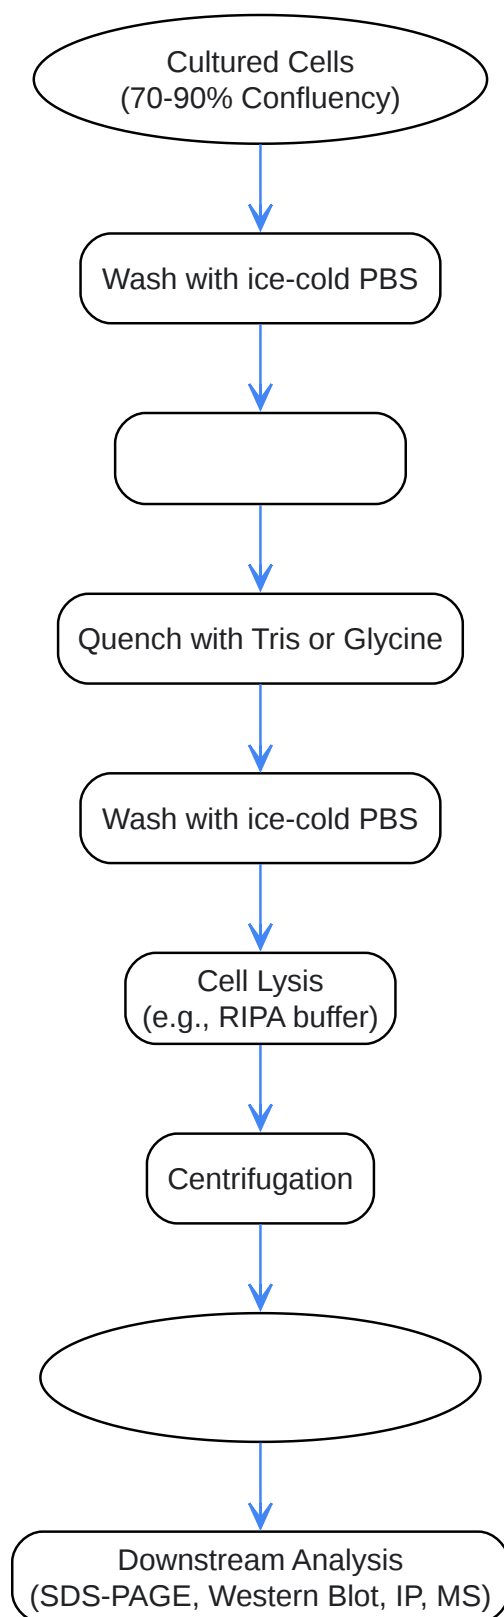 Cultured Cells
(70-90% Confluency)
Wash with ice-cold PBS
Quench with Tris or Glycine
Wash with ice-cold PBS
Cell Lysis
(e.g., RIPA buffer)
Centrifugation
Downstream Analysis
(SDS-PAGE, Western Blot, IP, MS)